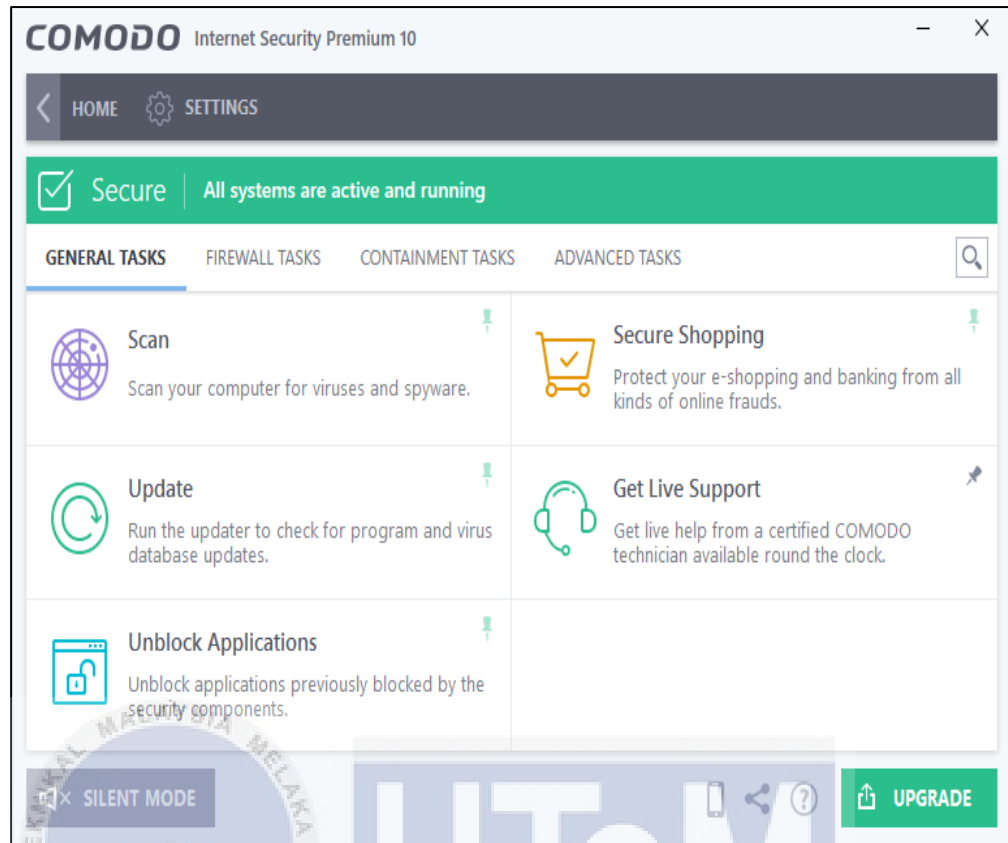 COMODO Internet Security Premium 10
HOME SETTINGS
Secure All systems are active and running
GENERAL TASKS FIREWALL TASKS CONTAINMENT TASKS ADVANCED TASKS
Scan
Scan your computer for viruses and spyware.
Secure Shopping
Protect your e-shopping and banking from all
kinds of online frauds.
Update
Run the updater to check for program and virus
database updates.
Get Live Support
Get live help from a certified COMODO
technician available round the clock.
Unblock Applications
Unblock applications previously blocked by the
security components.
SILENT MODE
UPGRADE
MALAYSIA MELAKA
UTeM